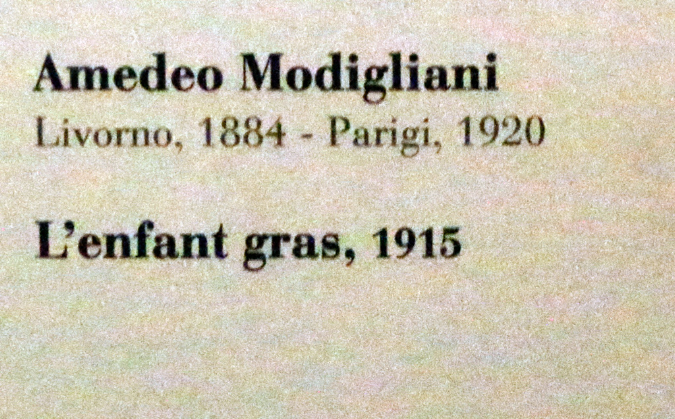 Amedeo Modigliani
Livorno, 1884 - Parigi, 1920
L'enfant gras, 1915